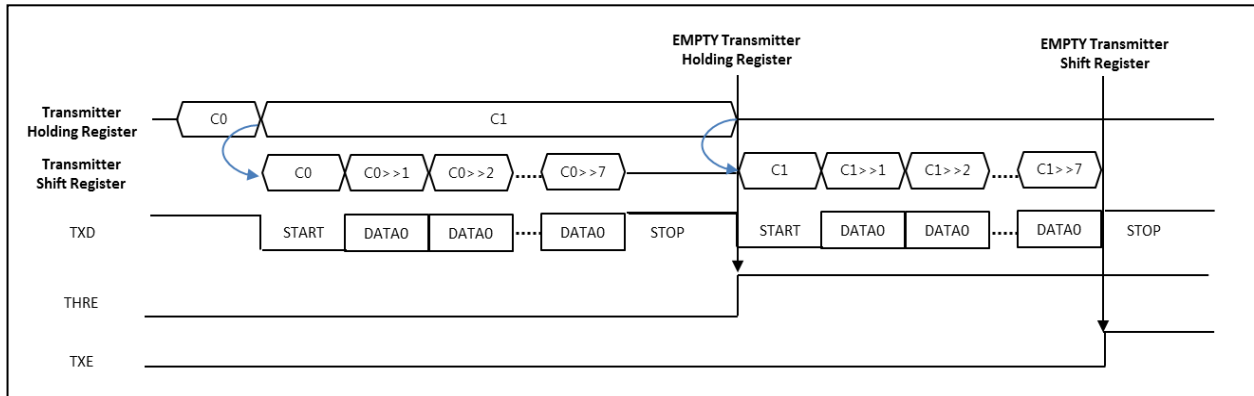 EMPTY Transmitter
Holding Register
EMPTY Transmitter
Shift Register
Transmitter
Holding Register
C0
C1
Transmitter
Shift Register
C0
C0>>1
C0>>2
C0>>7
C1
C1>>1
C1>>2
C1>>7
TXD
START
DATA0
DATA0
DATA0
STOP
START
DATA0
DATA0
DATA0
STOP
THRE
TXE